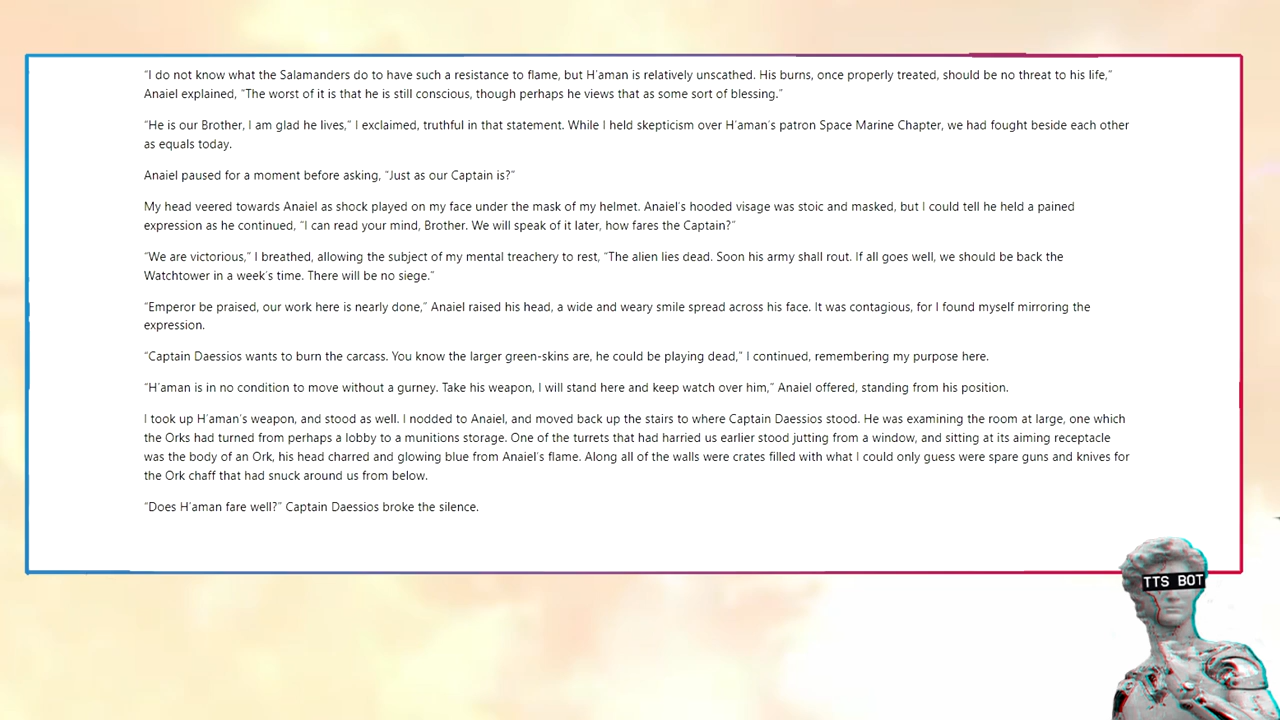 “I do not know what the Salamanders do to have such a resistance to flame, but H’aman is relatively unscathed. His burns, once properly treated, should be no threat to his life,”
Anaiel explained, “The worst of it is that he is still conscious, though perhaps he views that as some sort of blessing.”
“He is our Brother, I am glad he lives,” I exclaimed, truthful in that statement. While I held skepticism over H’aman’s patron Space Marine Chapter, we had fought beside each other
as equals today.
Anaiel paused for a moment before asking, “Just as our Captain is?”
My head veered towards Anaiel as shock played on my face under the mask of my helmet. Anaiel’s hooded visage was stoic and masked, but I could tell he held a pained
expression as he continued, “I can read your mind, Brother. We will speak of it later, how fares the Captain?”
“We are victorious,” I breathed, allowing the subject of my mental treachery to rest, “The alien lies dead. Soon his army shall rout. If all goes well, we should be back the
Watchtower in a week’s time. There will be no siege.”
“Emperor be praised, our work here is nearly done,” Anaiel raised his head, a wide and weary smile spread across his face. It was contagious, for I found myself mirroring the
expression.
“Captain Daessios wants to burn the carcass. You know the larger green-skins are, he could be playing dead,” I continued, remembering my purpose here.
“H’aman is in no condition to move without a gurney. Take his weapon, I will stand here and keep watch over him,” Anaiel offered, standing from his position.
I took up H’aman’s weapon, and stood as well. I nodded to Anaiel, and moved back up the stairs to where Captain Daessios stood. He was examining the room at large, one which
the Orks had turned from perhaps a lobby to a munitions storage. One of the turrets that had harried us earlier stood jutting from a window, and sitting at its aiming receptacle
was the body of an Ork, his head charred and glowing blue from Anaiel’s flame. Along all of the walls were crates filled with what I could only guess were spare guns and knives for
the Ork chaff that had snuck around us from below.
“Does H’aman fare well?” Captain Daessios broke the silence.
TTS BOT